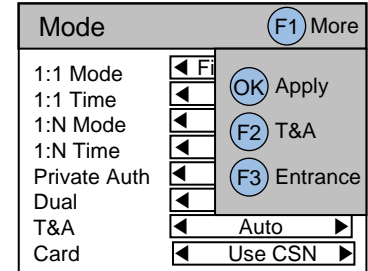 Mode F1 More
1:1 Mode ◀ Fi
1:1 Time ◀
1:N Mode ◀
1:N Time ◀
Private Auth ◀
Dual ◀
T&A ◀ Auto ▶
Card ◀ Use CSN ▶
OK Apply
F2 T&A
F3 Entrance